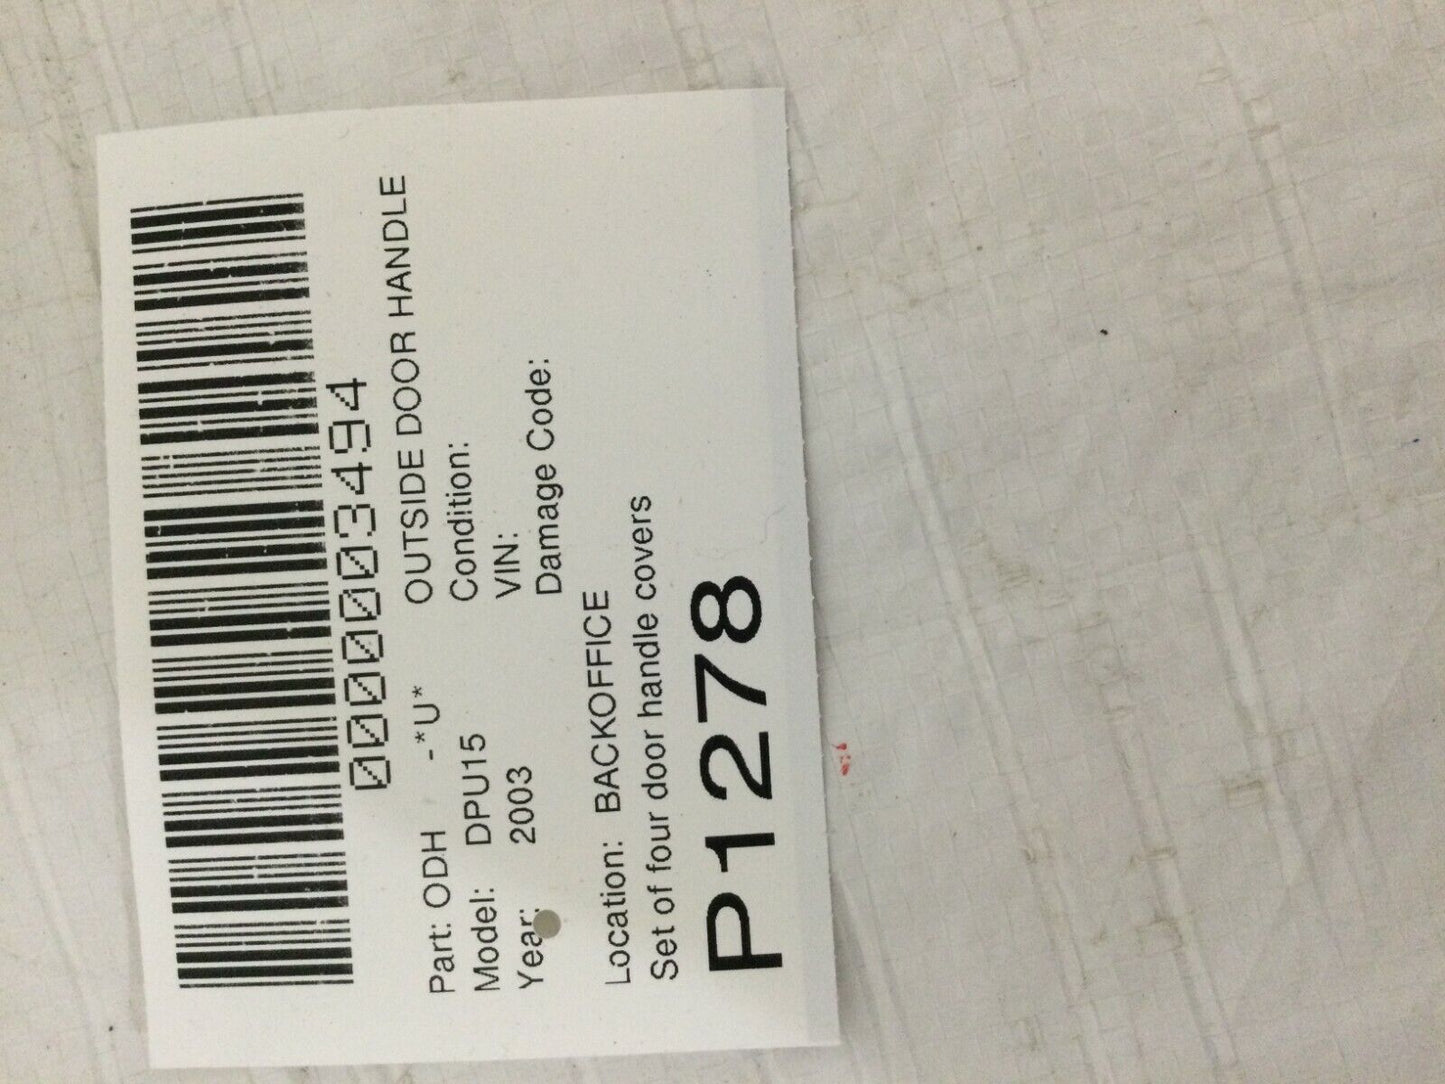 0000003494
Part: ODH -*U* OUTSIDE DOOR HANDLE
Model: DPU15 Condition:
Year: 2003 VIN:
Damage Code:
Location: BACKOFFICE
Set of four door handle covers
P1278